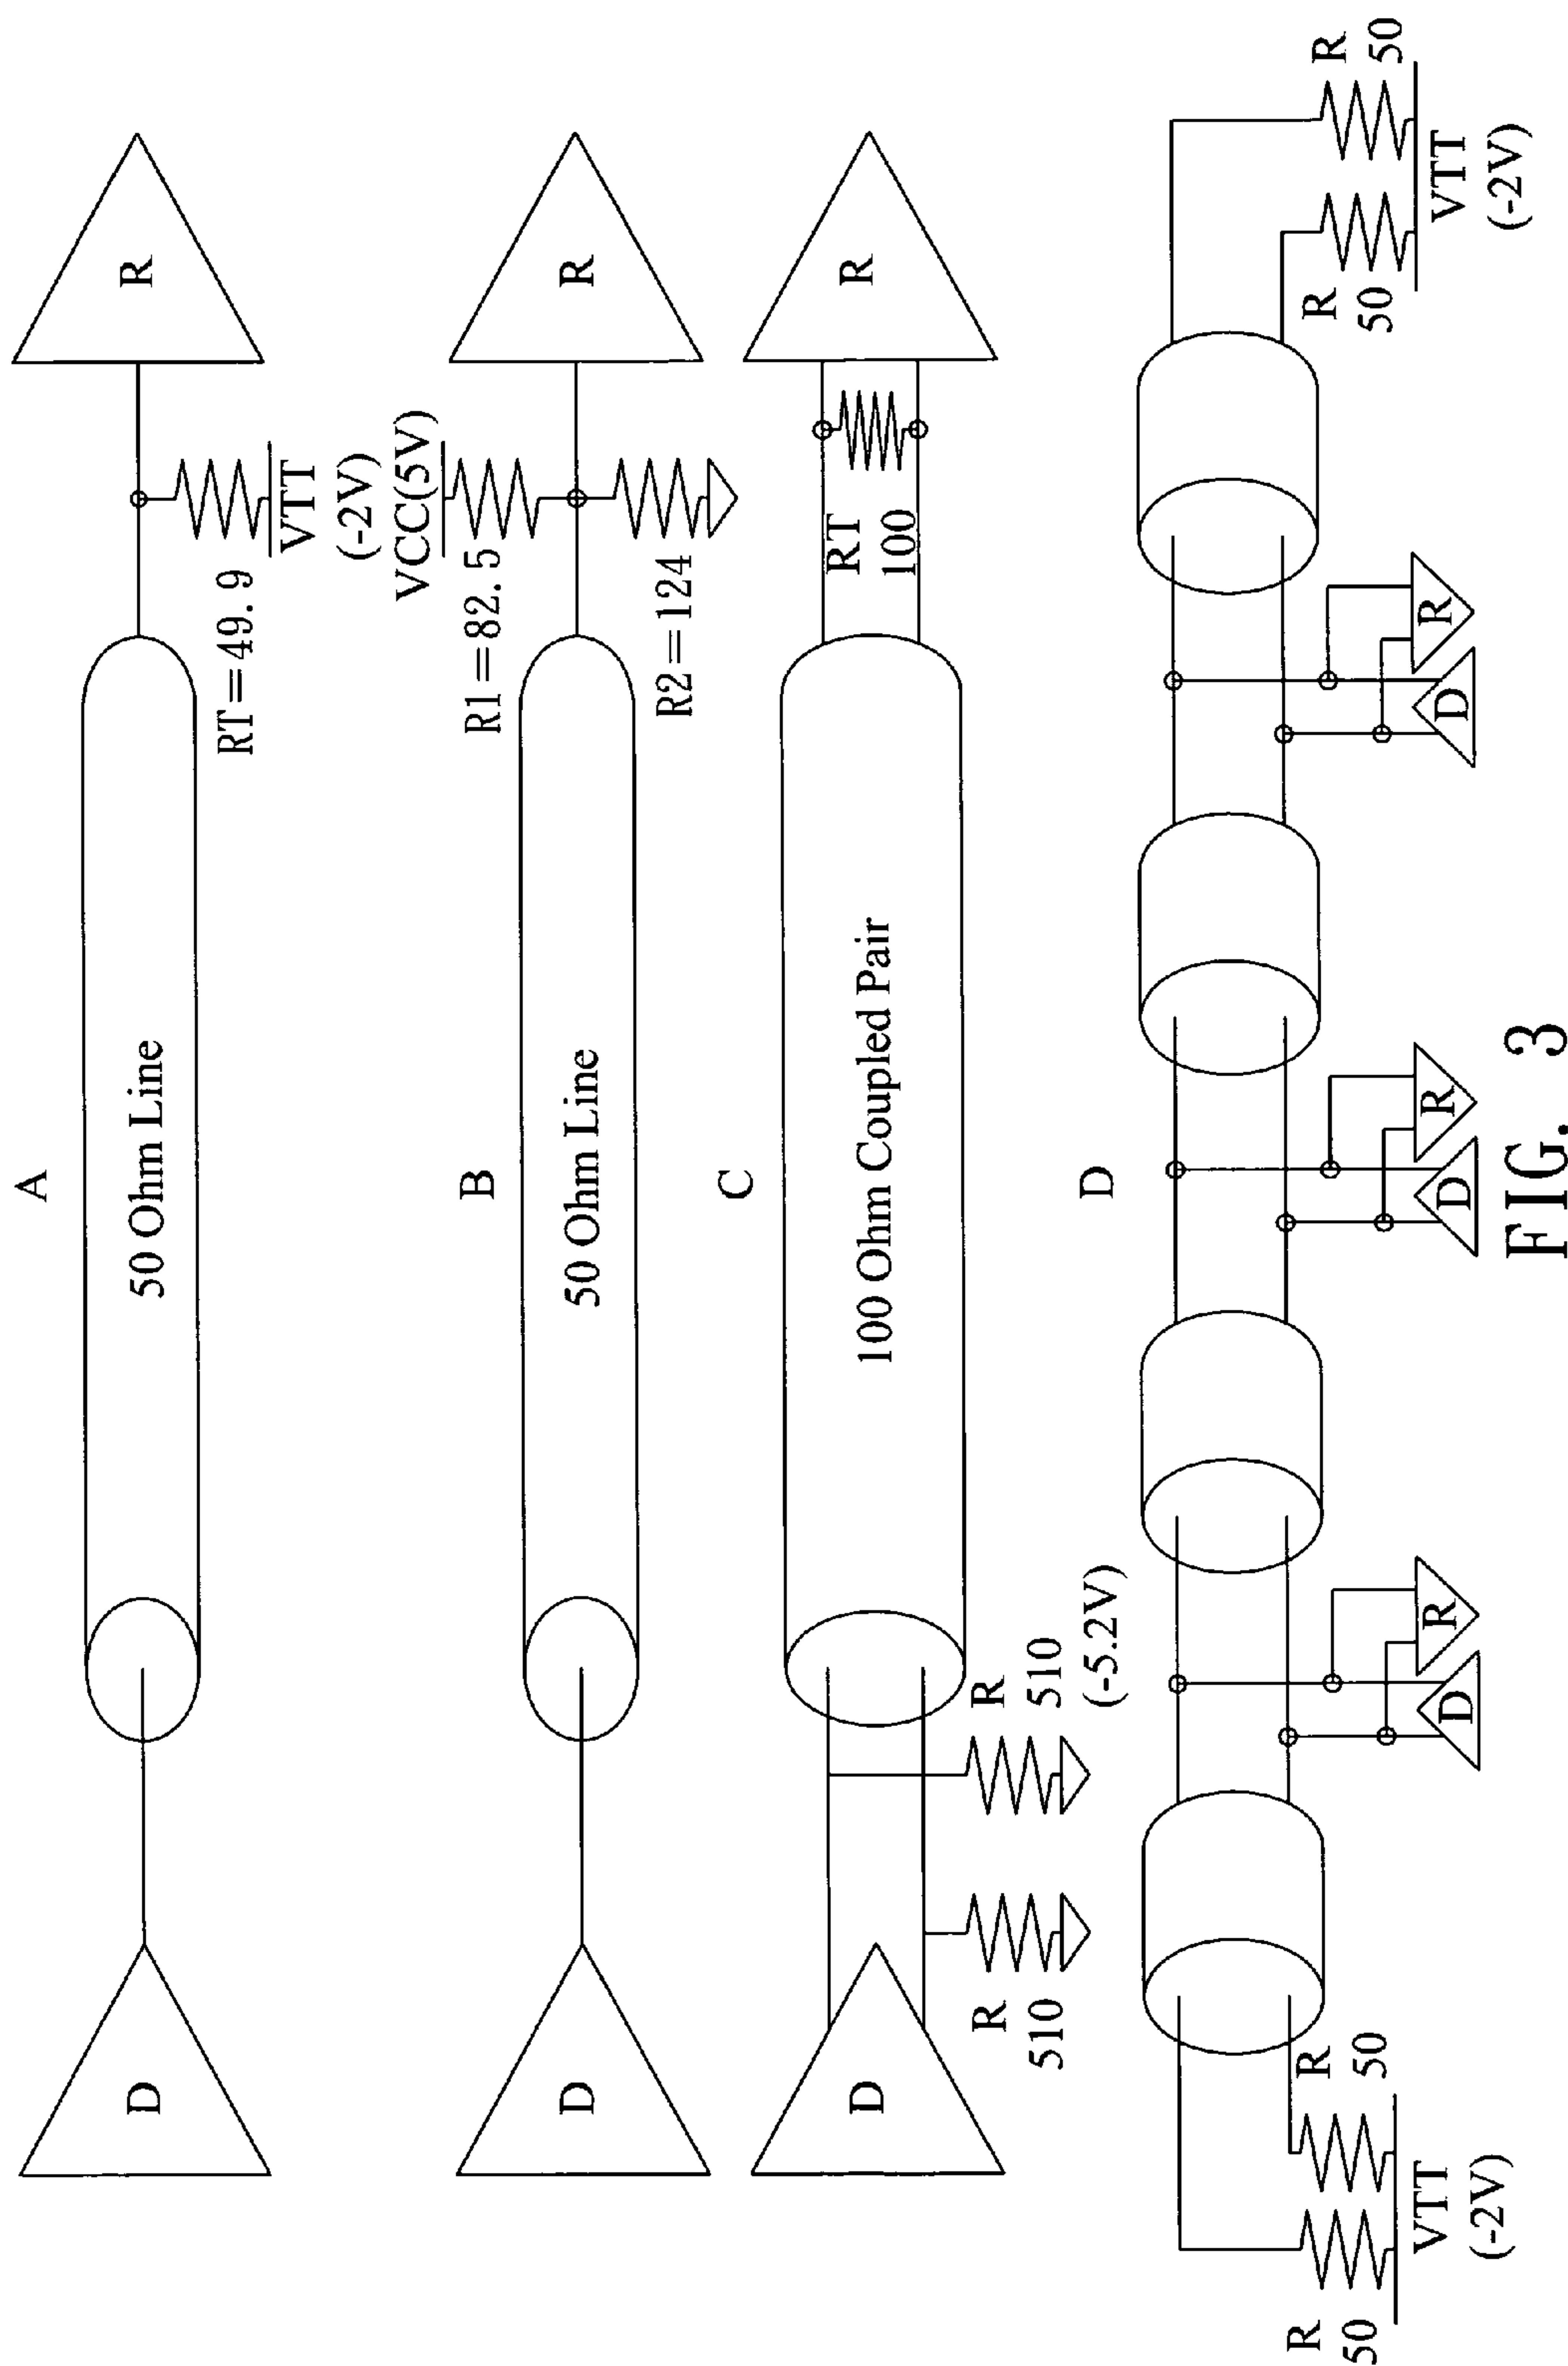 A
D
50 Ohm Line
R
RT=49.9
VTT
(-2V)
B
D
50 Ohm Line
R
VCC(5V)
R1=82.5
R2=124
C
D
100 Ohm Coupled Pair
R
RT
100
R
510
R
510
(-5.2V)
D
R
50
R
50
VTT
(-2V)
D
R
D
R
D
R
R
50
R
50
VTT
(-2V)
FIG. 3